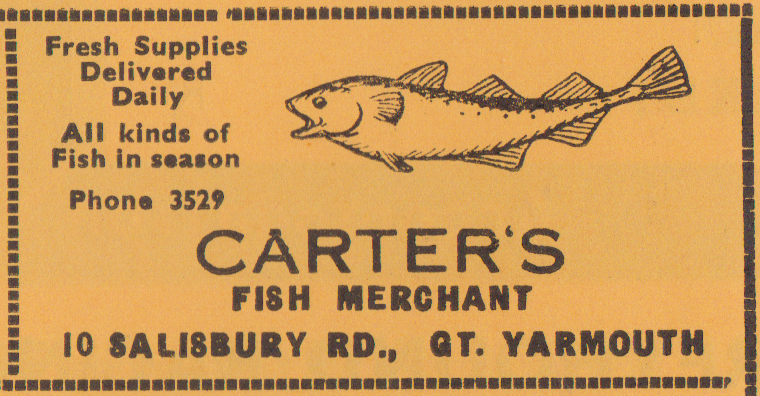 Fresh Supplies
Delivered
Daily
All kinds of
Fish in season
Phone 3529
CARTER'S
FISH MERCHANT
10 SALISBURY RD., GT. YARMOUTH